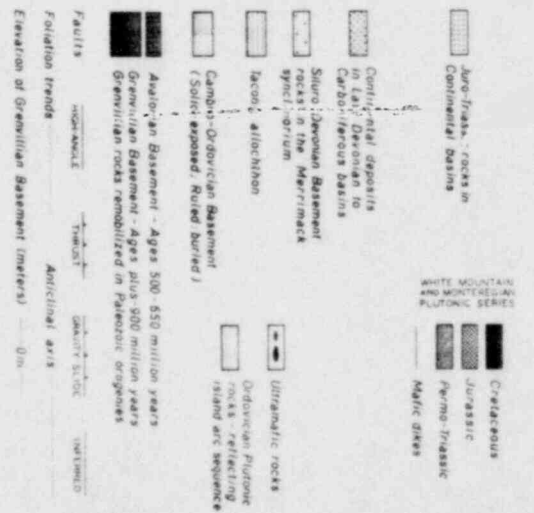 WHITE MOUNTAIN
AND MONTEREGIAN
PLUTONIC SERIES
Cretaceous
Jurassic
Permo-Triassic
Mafic dikes
Ultramafic rocks
Ordovician Plutonic
rocks - reflecting
island arc sequence
Juro-Triassic rocks in
Continental basins
Continental deposits
in Late Devonian to
Carboniferous basins
Siluro-Devonian Basement
rocks in the Merrimack
synclinorium
Taconic allochthon
Cambro-Ordovician Basement
(Solid exposed, Ruled buried)
Avalonian Basement - Ages 500-650 million years
Grenvillian Basement - Ages plus 900 million years
Grenvillian rocks remobilized in Paleozoic orogenies
Faults HIGH-ANGLE THRUST GRAVITY SLIDE INFERRED
Foliation trends Anticlinal axis
Elevation of Grenvillian Basement (meters) 0m